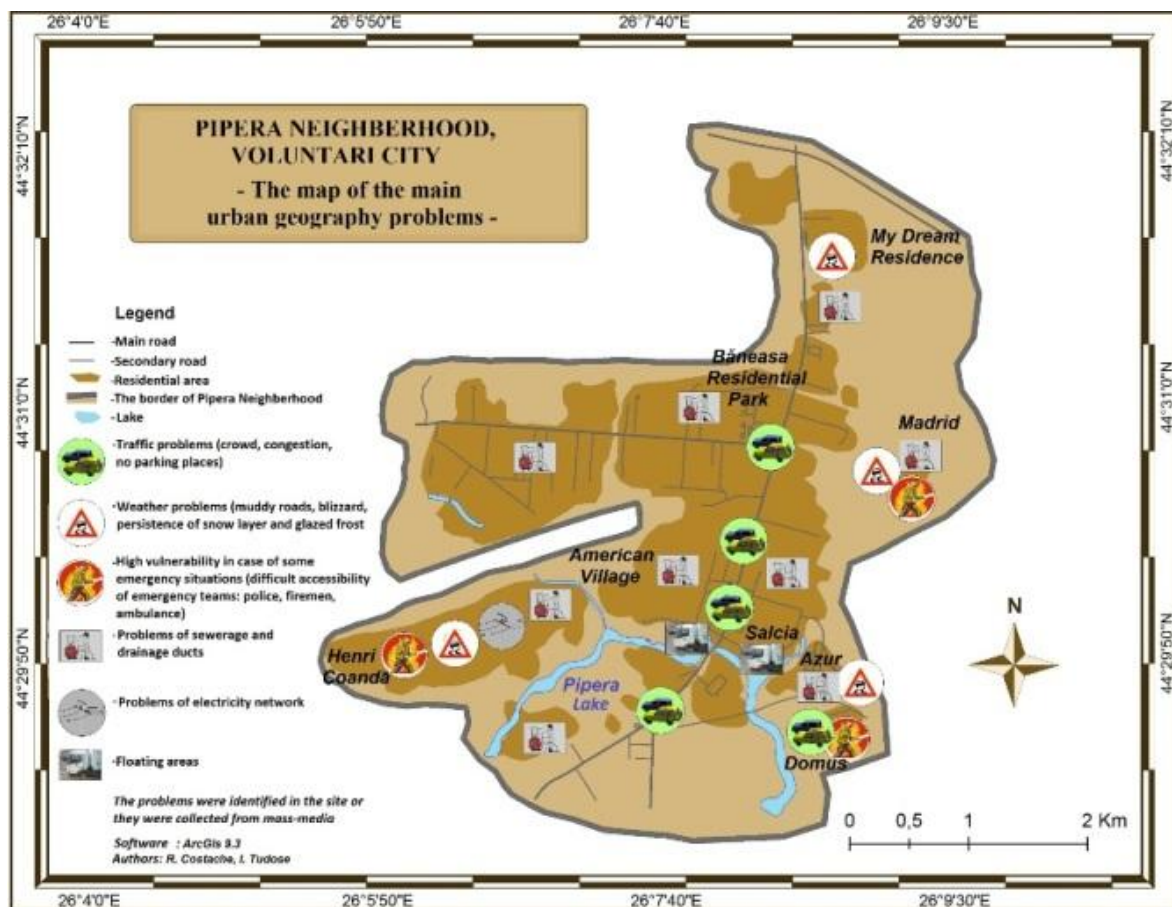 26°4'0"E 26°5'50"E 26°7'40"E 26°9'30"E
44°32'10"N
44°32'10"N
PIPERA NEIGHBERHOOD,
VOLUNTARI CITY
- The map of the main
urban geography problems -
My Dream
Residence
Legend
-Main road
-Secondary road
-Residential area
-The border of Pipera Neighborhood
-Lake
-Traffic problems (crowd, congestion,
no parking places)
-Weather problems (muddy roads, blizzard,
persistence of snow layer and glazed frost
-High vulnerability in case of some
emergency situations (difficult accessibility
of emergency teams: police, firemen,
ambulance)
-Problems of sewerage and
drainage ducts
-Problems of electricity network
-Floating areas
The problems were identified in the site or
they were collected from mass-media
Software : ArcGis 9.3
Authors: R. Costache, I. Tudose
Băneasa
Residential
Park
44°31'0"N
44°31'0"N
Madrid
American
Village
N
Salcia
Azur
Henri
Coandă
44°29'50"N
44°29'50"N
Pipera
Lake
Domus
0 0,5 1 2 Km
26°4'0"E 26°5'50"E 26°7'40"E 26°9'30"E